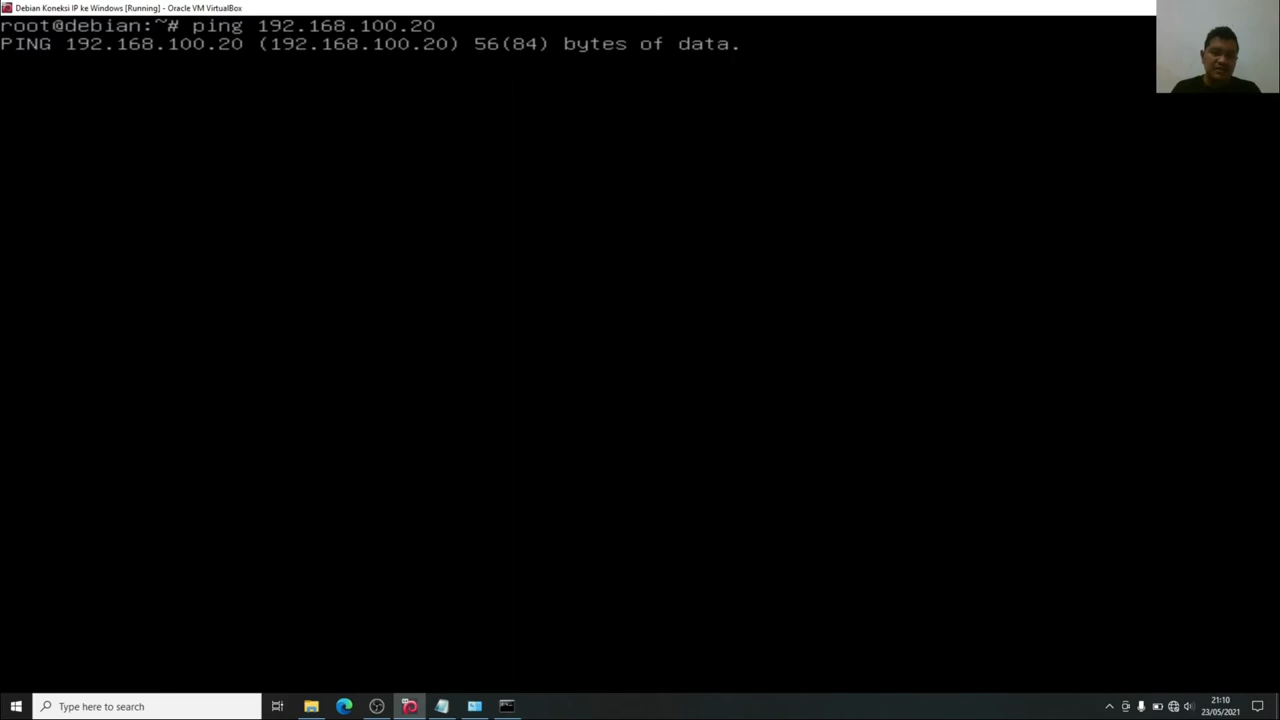 Debian Koneksi IP ke Windows [Running] - Oracle VM VirtualBox
root@debian:~# ping 192.168.100.20
PING 192.168.100.20 (192.168.100.20) 56(84) bytes of data.
Type here to search
21:10
23/05/2021